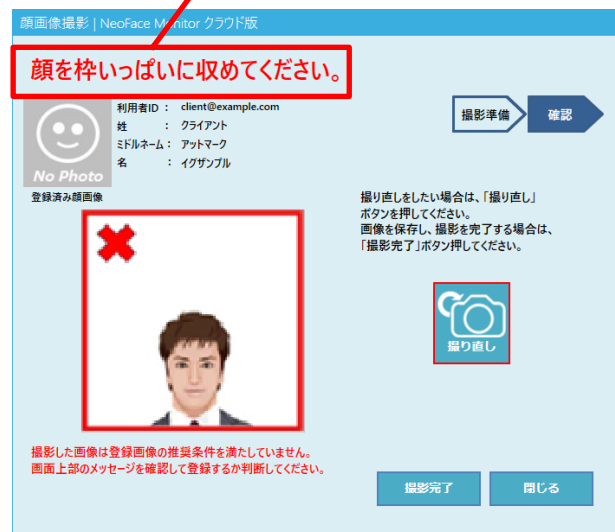 顔画像撮影 | NeoFace Monitor クラウド版
顔を枠いっぱいに収めてください。
利用者ID : client@example.com
姓 : クライアント
ミドルネーム : アットマーク
名 : イグザンプル
No Photo
登録済み顔画像
撮影準備
確認
撮り直しをしたい場合は、「撮り直し」
ボタンを押してください。
画像を保存し、撮影を完了する場合は、
「撮影完了」ボタン押してください。
撮り直し
撮影した画像は登録画像の推奨条件を満たしていません。
画面上部のメッセージを確認して登録するか判断してください。
撮影完了
閉じる